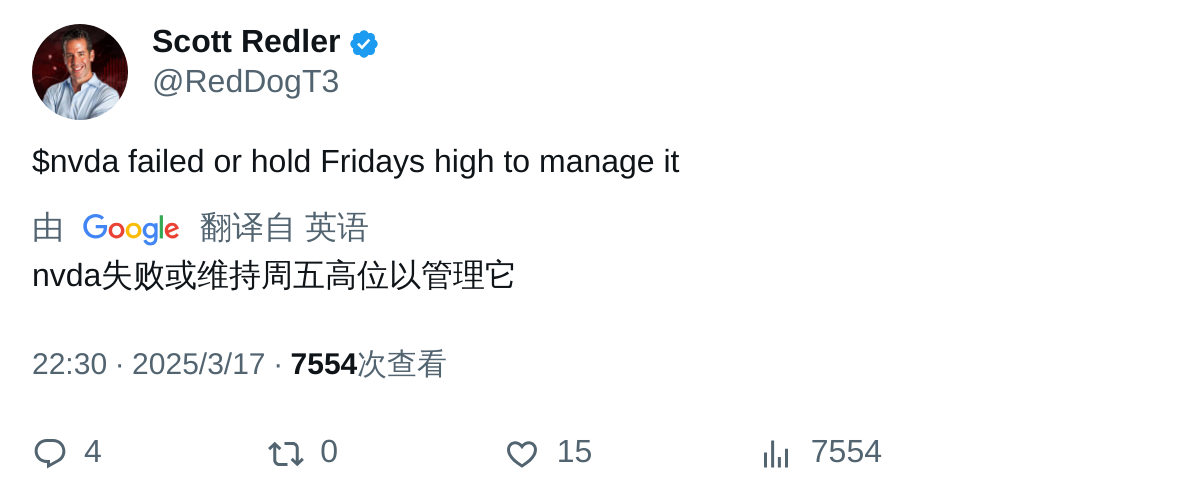 Scott Redler
@RedDogT3
$nvda failed or hold Fridays high to manage it
由 Google 翻译自 英语
nvda失败或维持周五高位以管理它
22:30 · 2025/3/17 · 7554次查看
4 0 15 7554